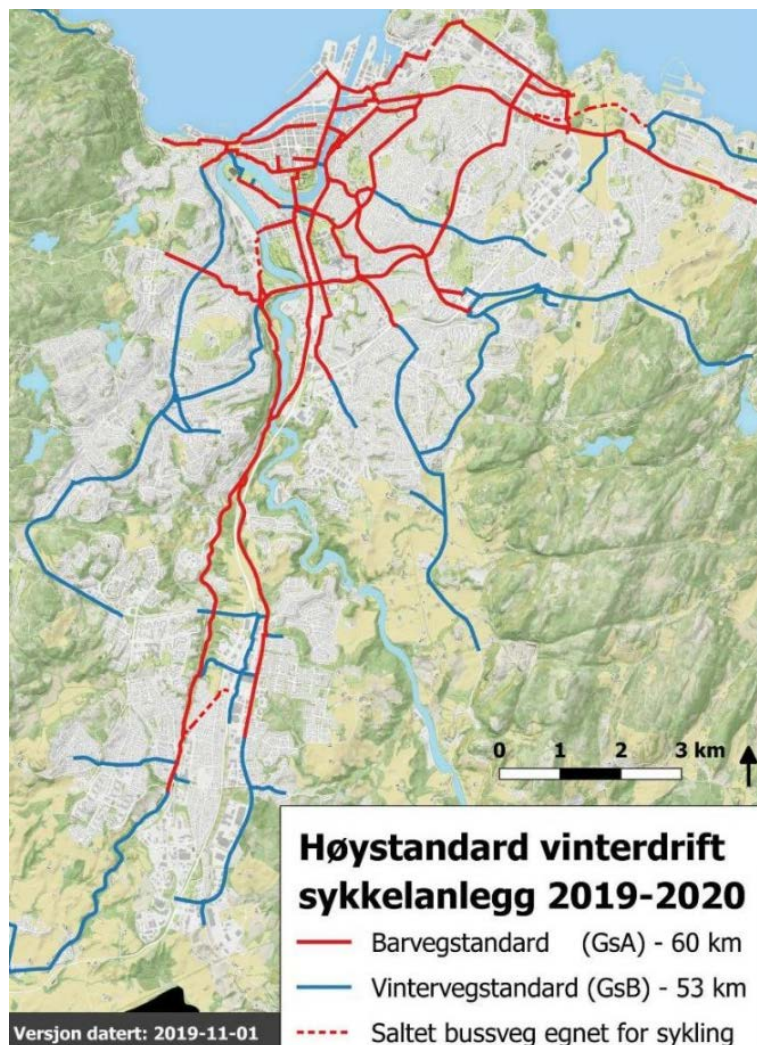 0 1 2 3 km
Høystandard vinterdrift
sykkelanlegg 2019-2020
Barvegstandard (GsA) - 60 km
Vintervegstandard (GsB) - 53 km
Saltet bussveg egnet for sykling
Versjon datert: 2019-11-01